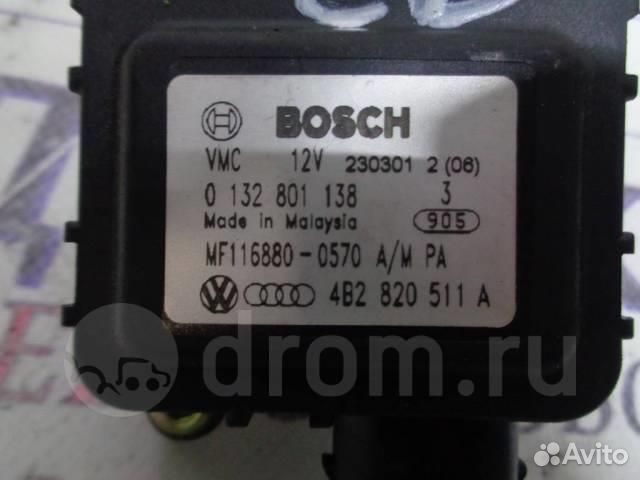 BOSCH
VMC 12V 230301 2 (06)
0 132 801 138 3
Made in Malaysia 905
MF116880-0570 A/M PA
4B2 820 511 A
drom.ru
Avito